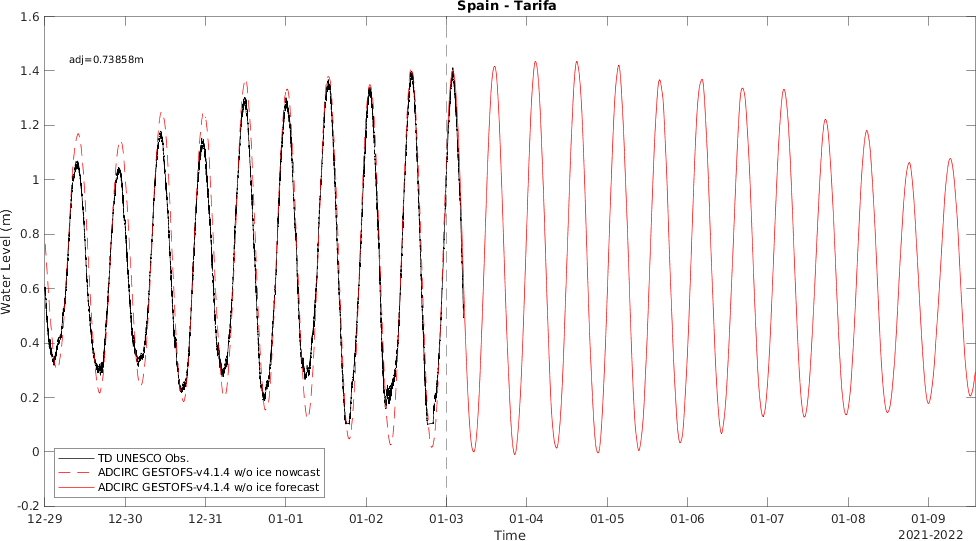 Spain - Tarifa
adj=0.73858m
Water Level (m)
1.6
1.4
1.2
1
0.8
0.6
0.4
0.2
0
-0.2
TD UNESCO Obs.
ADCIRC GESTOFS-v4.1.4 w/o ice nowcast
ADCIRC GESTOFS-v4.1.4 w/o ice forecast
12-29 12-30 12-31 01-01 01-02 01-03 01-04 01-05 01-06 01-07 01-08 01-09
Time
2021-2022